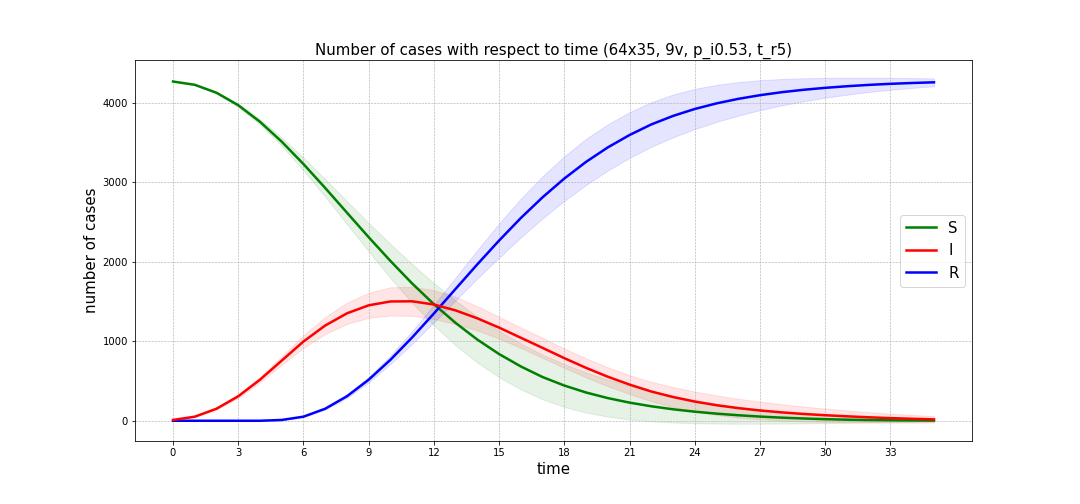 Number of cases with respect to time (64x35, 9v, p_i0.53, t_r5)
number of cases
4000
3000
2000
1000
0
S
I
R
0 3 6 9 12 15 18 21 24 27 30 33
time